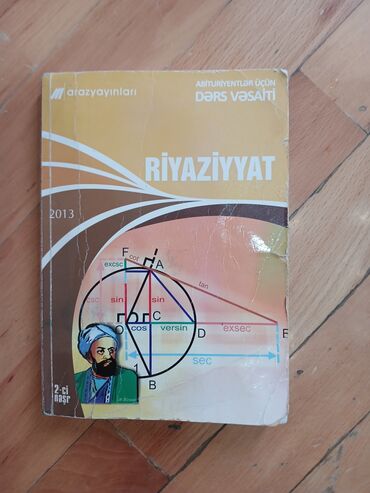 arazyayınları
ABİTURİYENTLƏR ÜÇÜN
DƏRS VƏSAİTİ
RİYAZİYYAT
2013
F
cot
A
excsc
tan
sin
sin
C
O
cos
versin
D
exsec
E
sec
1
B
2-ci
nəşr